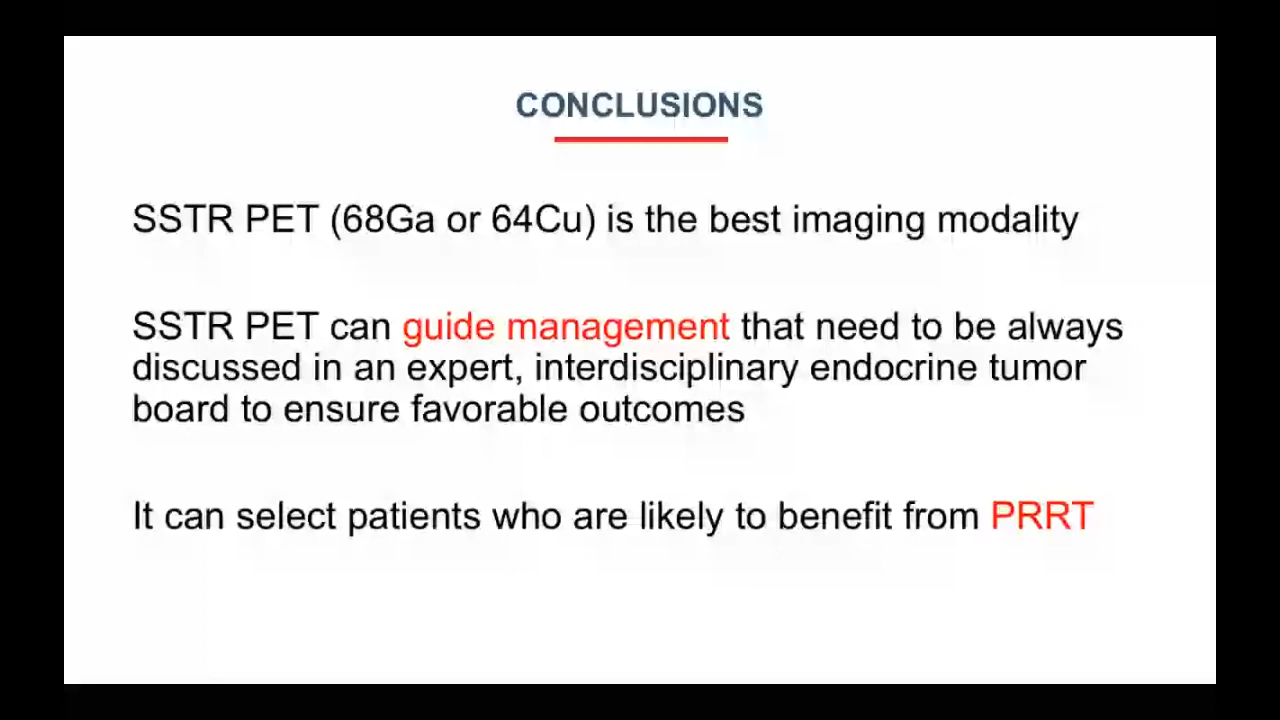 CONCLUSIONS
SSTR PET (68Ga or 64Cu) is the best imaging modality
SSTR PET can guide management that need to be always
discussed in an expert, interdisciplinary endocrine tumor
board to ensure favorable outcomes
It can select patients who are likely to benefit from PRRT